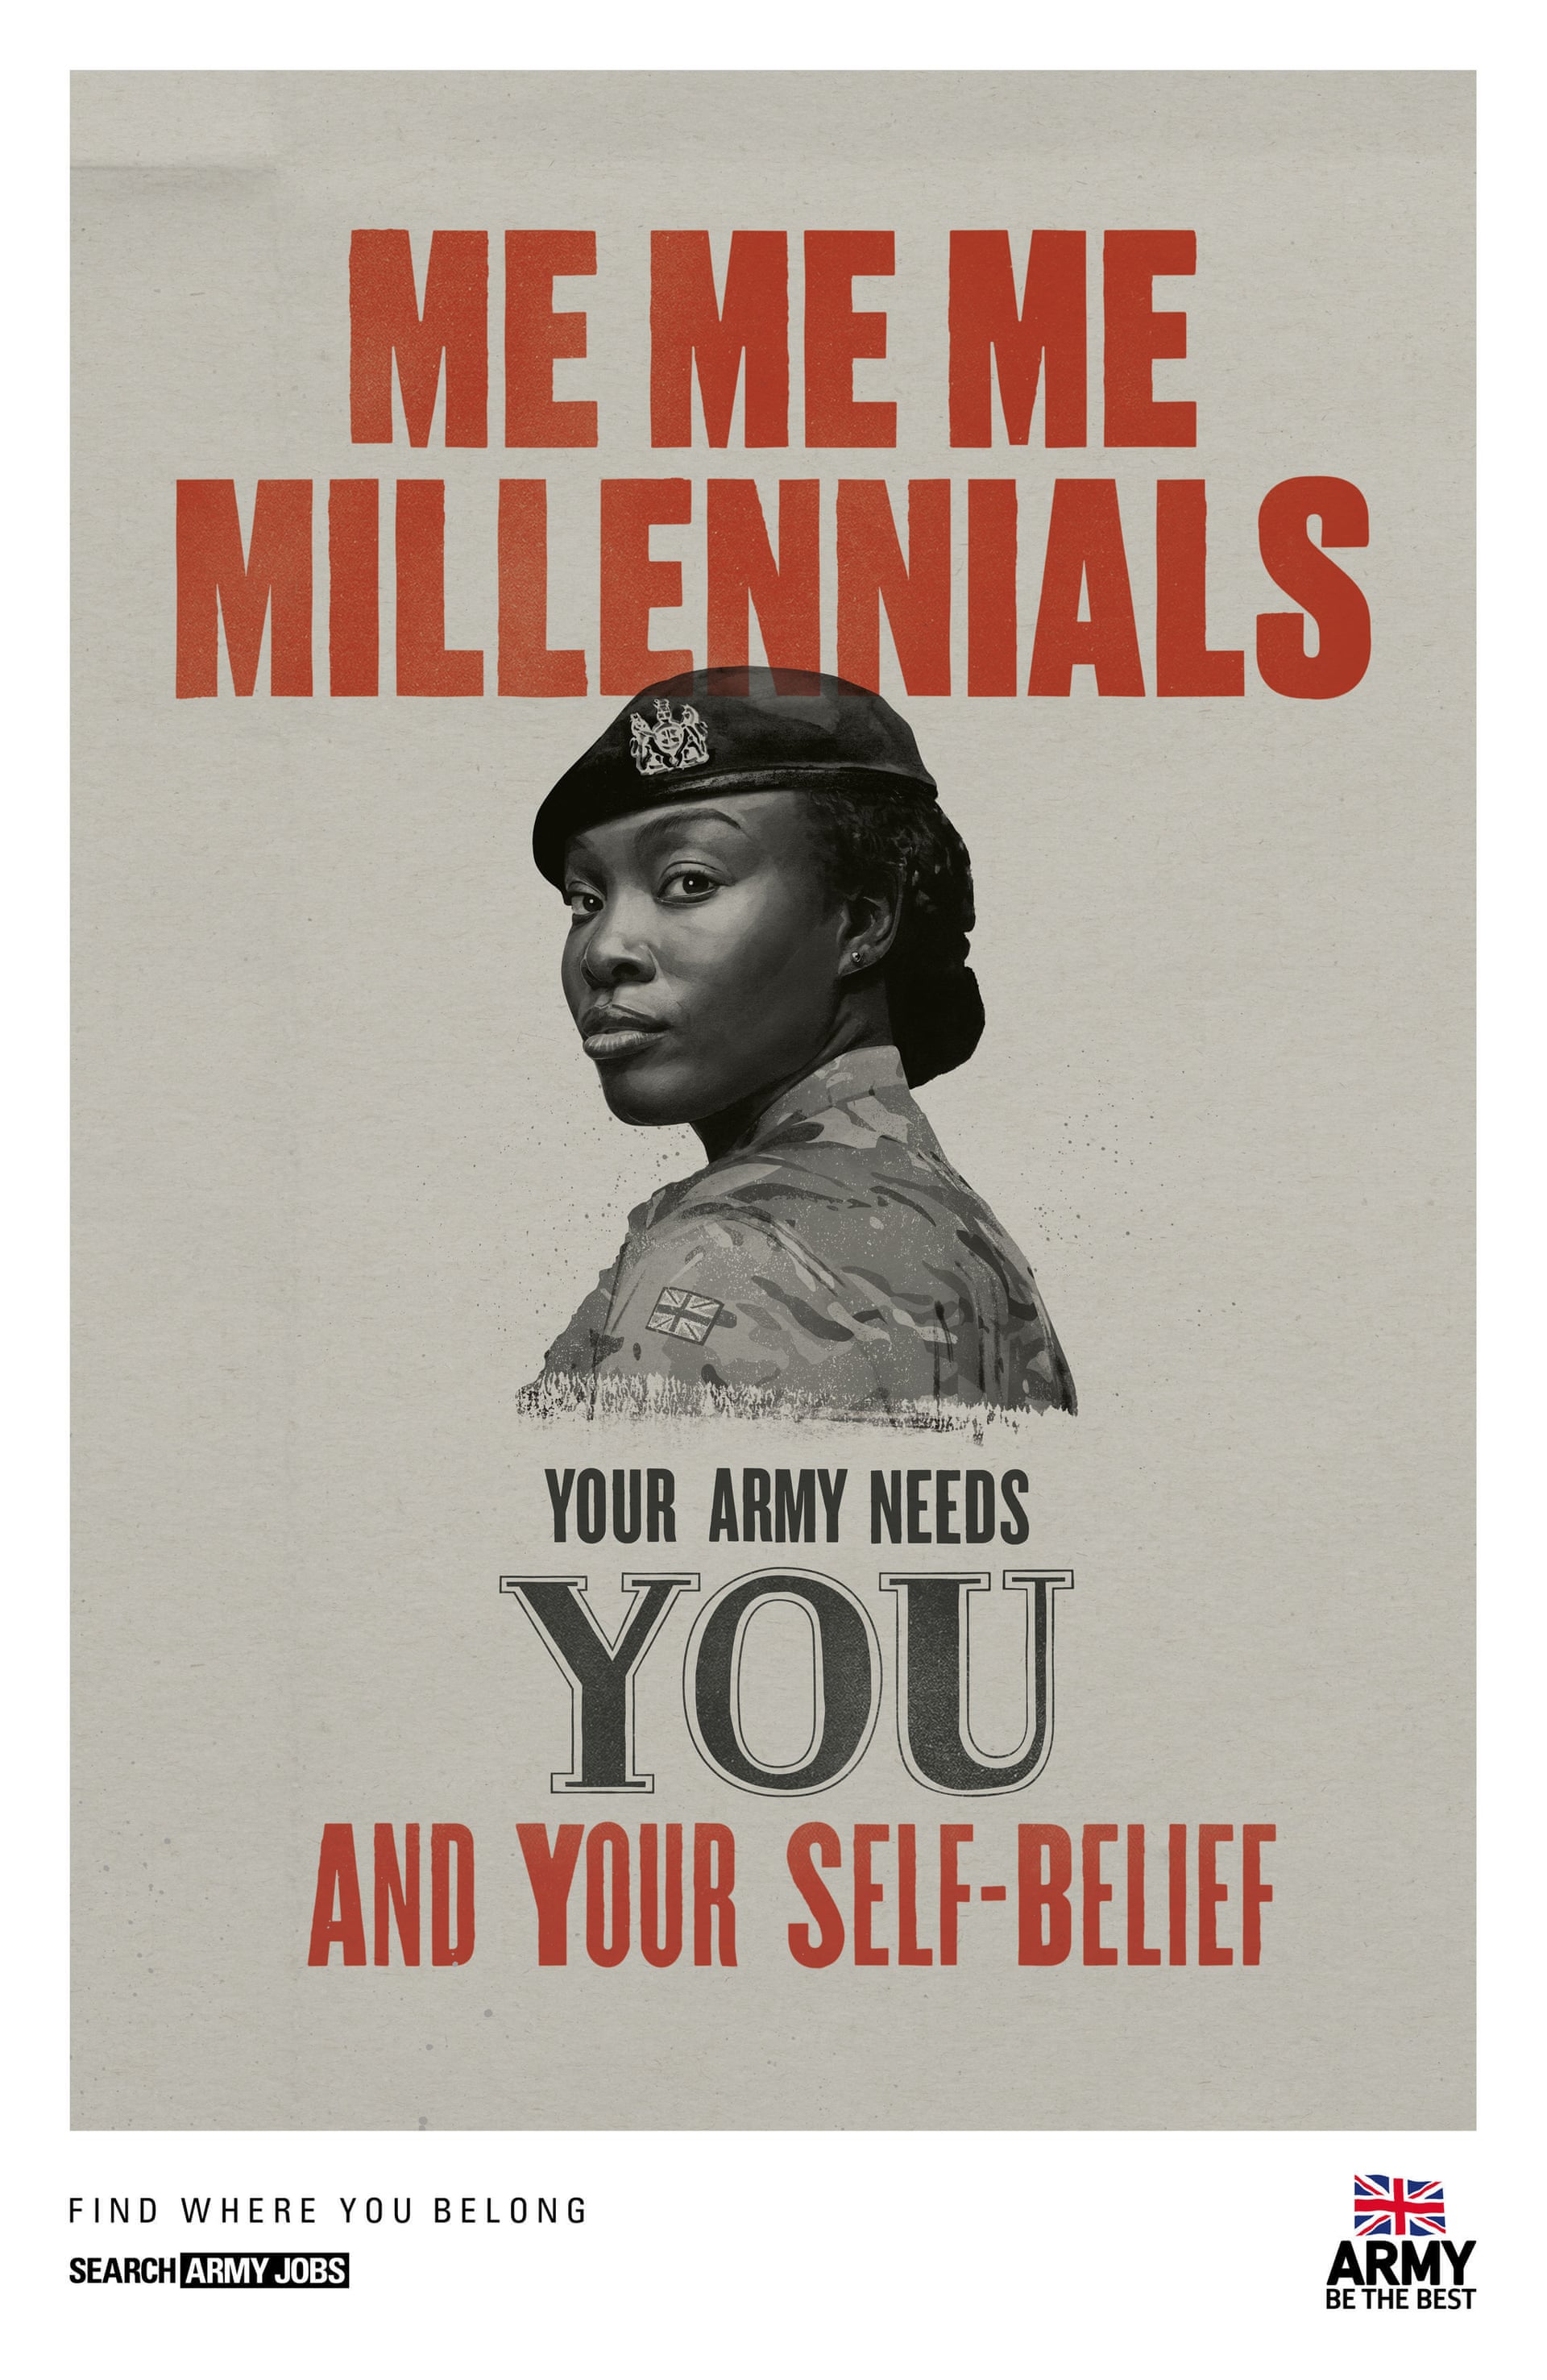 ME ME ME
MILLENNIALS
YOUR ARMY NEEDS
YOU
AND YOUR SELF-BELIEF
FIND WHERE YOU BELONG
SEARCH ARMY JOBS
ARMY
BE THE BEST